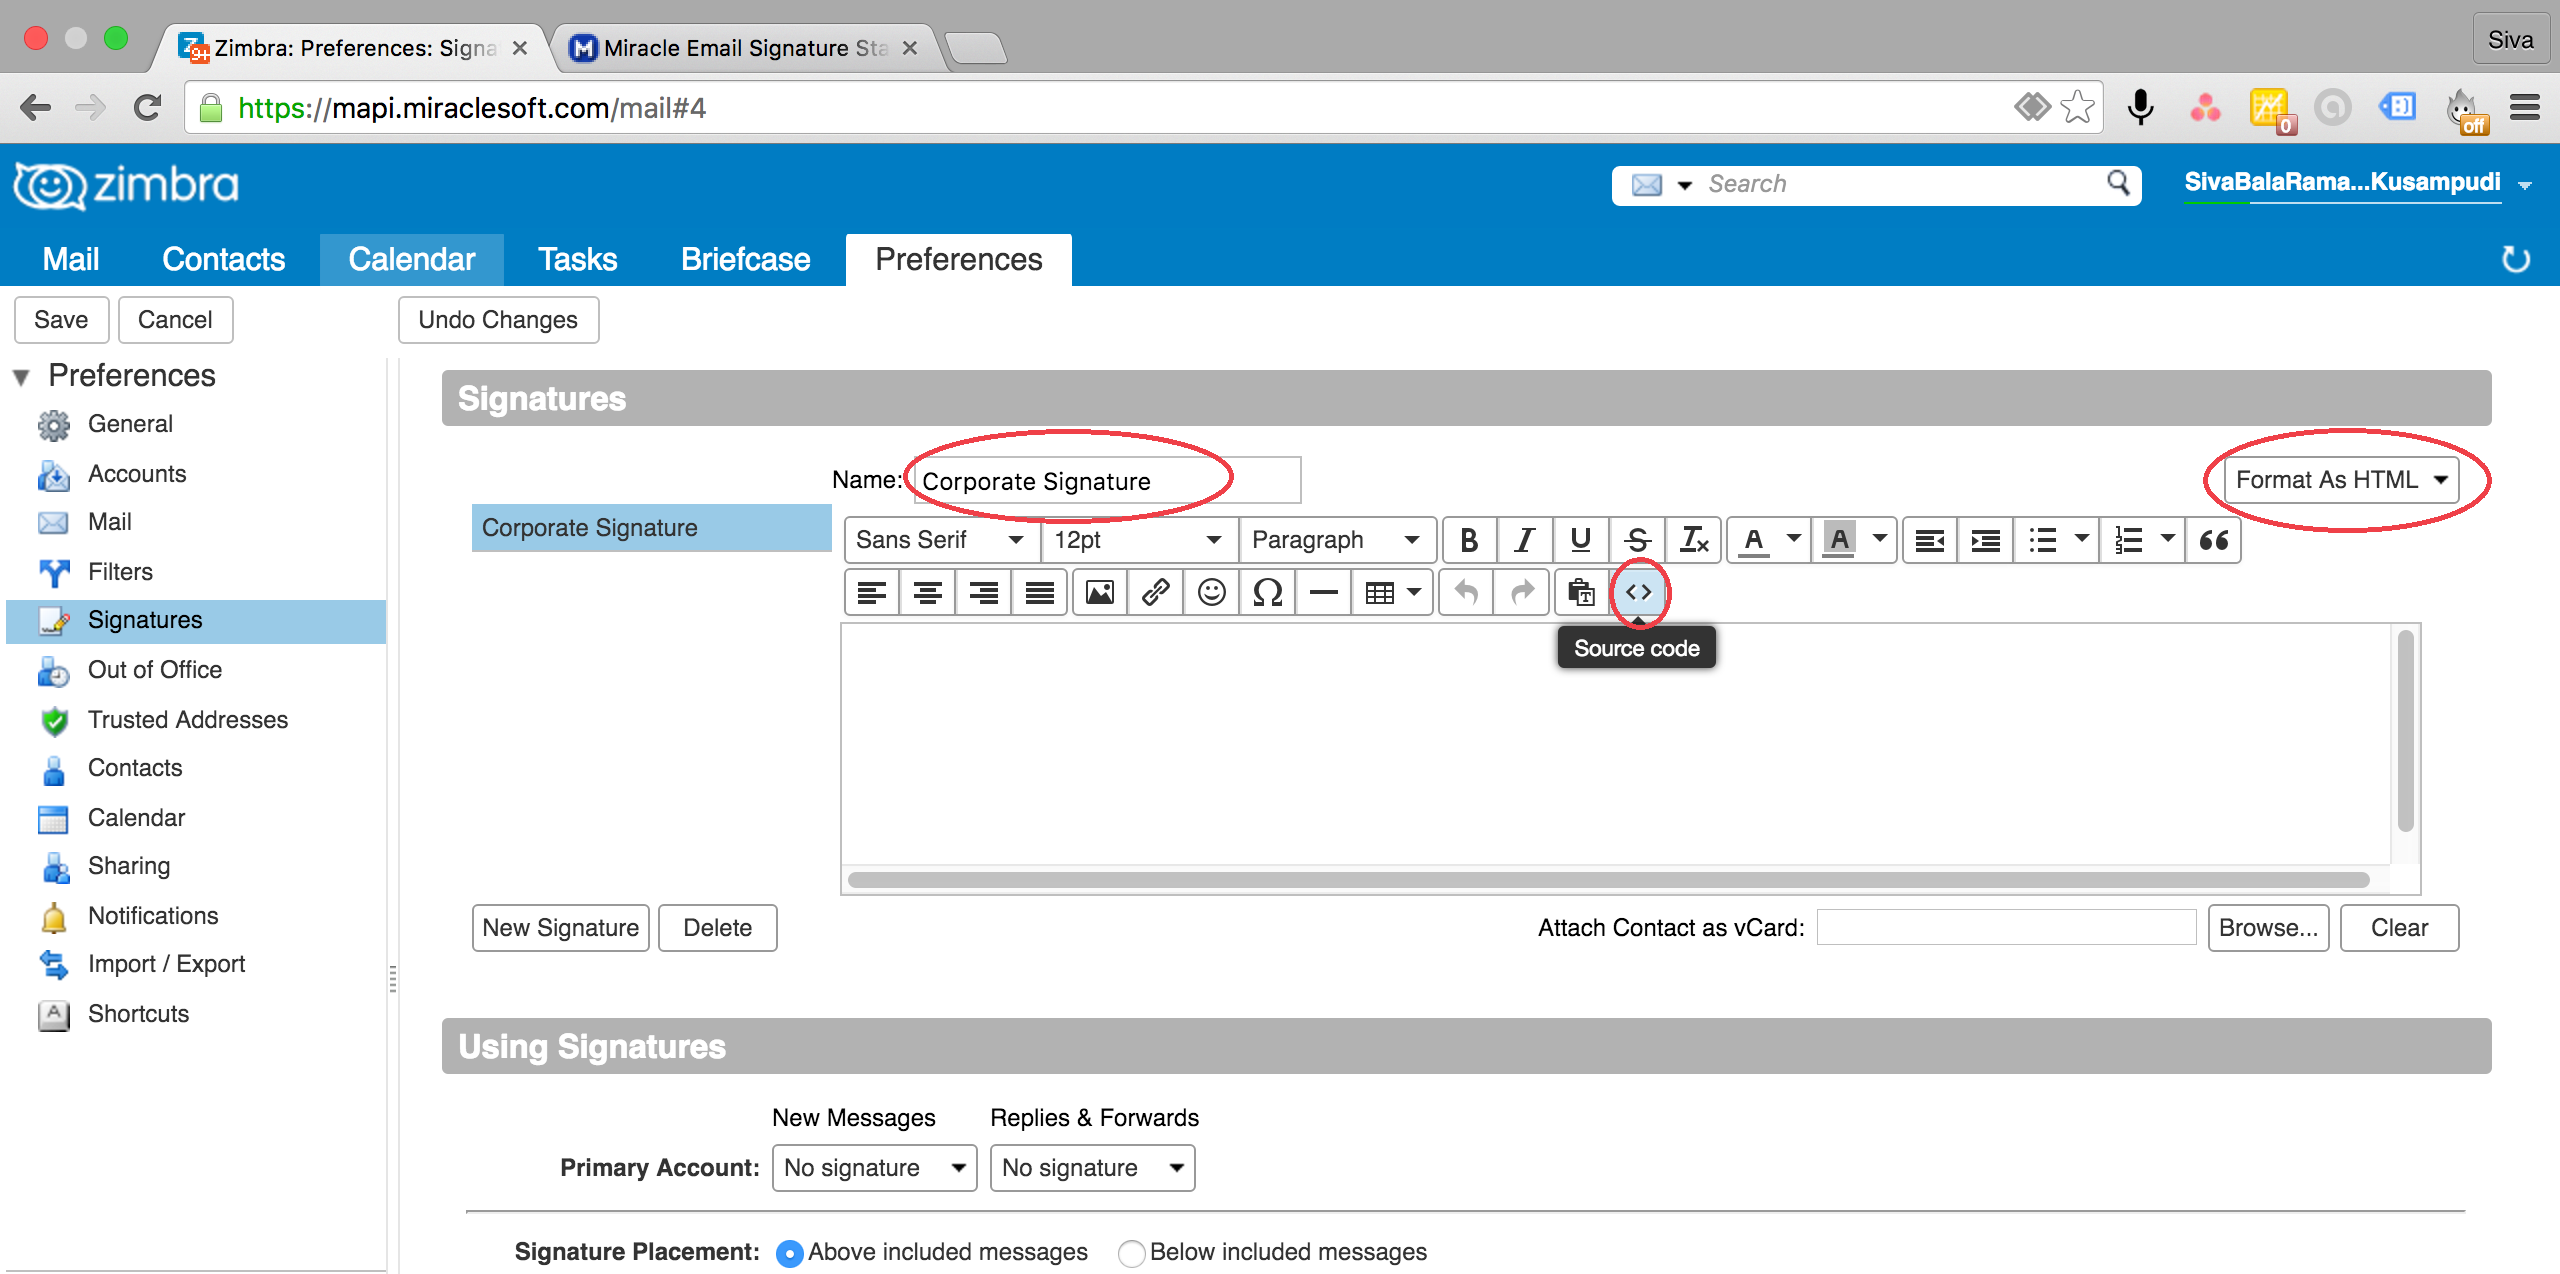 Zimbra: Preferences: Signa
Miracle Email Signature Sta
Siva
https://mapi.miraclesoft.com/mail#4
0
off
9+
zimbra
Search
SivaBalaRama...Kusampudi
Mail Contacts Calendar Tasks Briefcase Preferences
Save Cancel Undo Changes
Preferences
General
Accounts
Mail
Filters
Signatures
Out of Office
Trusted Addresses
Contacts
Calendar
Sharing
Notifications
Import / Export
Shortcuts
Signatures
Name: Corporate Signature
Format As HTML
Corporate Signature
Sans Serif 12pt Paragraph B I U S Tx A A
Source code
New Signature Delete
Attach Contact as vCard: Browse... Clear
Using Signatures
New Messages Replies & Forwards
Primary Account: No signature No signature
Signature Placement: Above included messages Below included messages